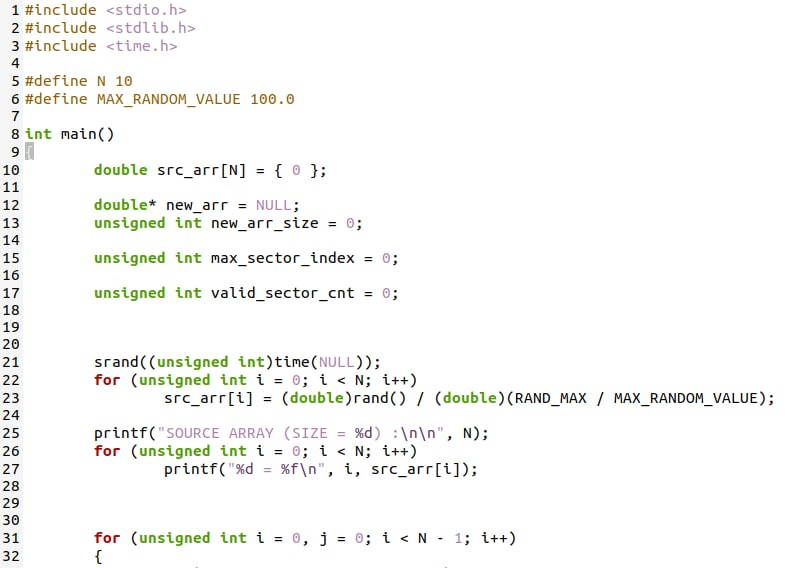 1 #include <stdio.h>
2 #include <stdlib.h>
3 #include <time.h>
4
5 #define N 10
6 #define MAX_RANDOM_VALUE 100.0
7
8 int main()
9 {
10 double src_arr[N] = { 0 };
11
12 double* new_arr = NULL;
13 unsigned int new_arr_size = 0;
14
15 unsigned int max_sector_index = 0;
16
17 unsigned int valid_sector_cnt = 0;
18
19
20
21 srand((unsigned int)time(NULL));
22 for (unsigned int i = 0; i < N; i++)
23 src_arr[i] = (double)rand() / (double)(RAND_MAX / MAX_RANDOM_VALUE);
24
25 printf("SOURCE ARRAY (SIZE = %d) :\n\n", N);
26 for (unsigned int i = 0; i < N; i++)
27 printf("%d = %f\n", i, src_arr[i]);
28
29
30
31 for (unsigned int i = 0, j = 0; i < N - 1; i++)
32 {